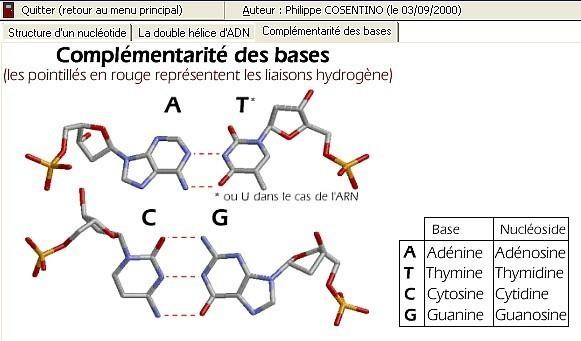 Quitter (retour au menu principal) Auteur : Philippe COSENTINO (le 03/09/2000)
Structure d'un nucléotide La double hélice d'ADN Complémentarité des bases
Complémentarité des bases
(les pointillés en rouge représentent les liaisons hydrogène)
A T*
* ou U dans le cas de l'ARN
C G
Base Nucléoside
A Adénine Adénosine
T Thymine Thymidine
C Cytosine Cytidine
G Guanine Guanosine